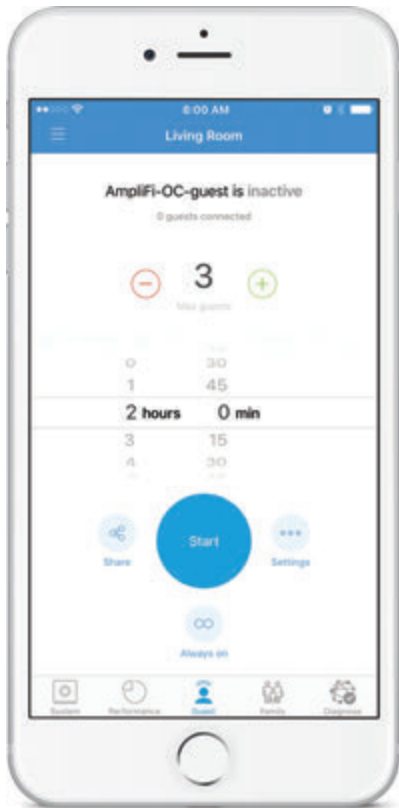 8:00 AM
Living Room
AmpliFi-OC-guest is inactive
0 guests connected
3
Max guests
0 30
1 45
2 hours 0 min
3 15
4 30
Share
Start
Settings
Always on
System Performance Guest Family Diagnose